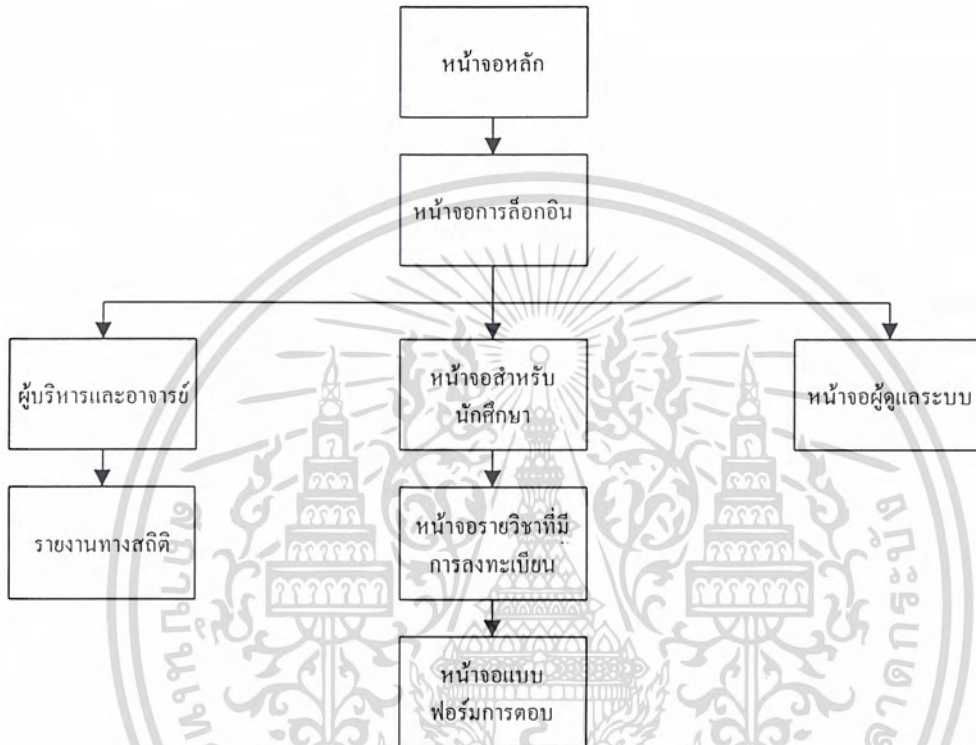 หน้าจอหลัก
หน้าจอการล็อกอิน
ผู้บริหารและอาจารย์
หน้าจอสำหรับ
นักศึกษา
หน้าจอผู้ดูแลระบบ
รายงานทางสถิติ
หน้าจอรายวิชาที่มี
การลงทะเบียน
หน้าจอแบบ
ฟอร์มการตอบ